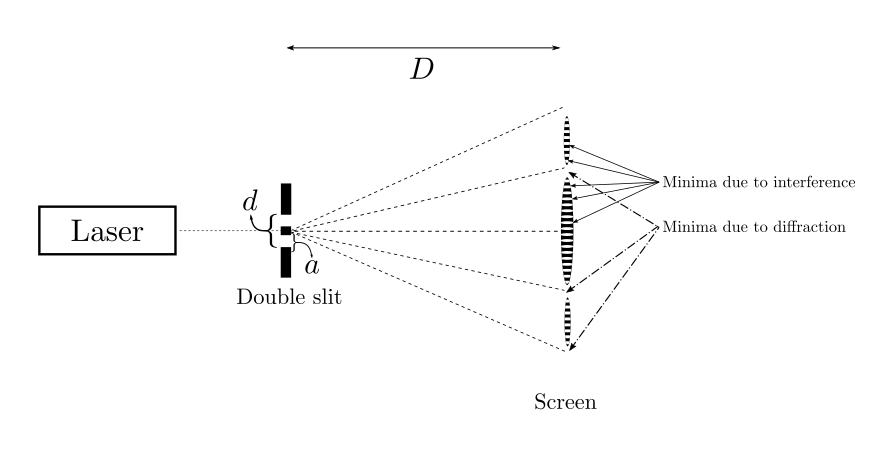 D
Minima due to interference
d
Laser
Minima due to diffraction
a
Double slit
Screen